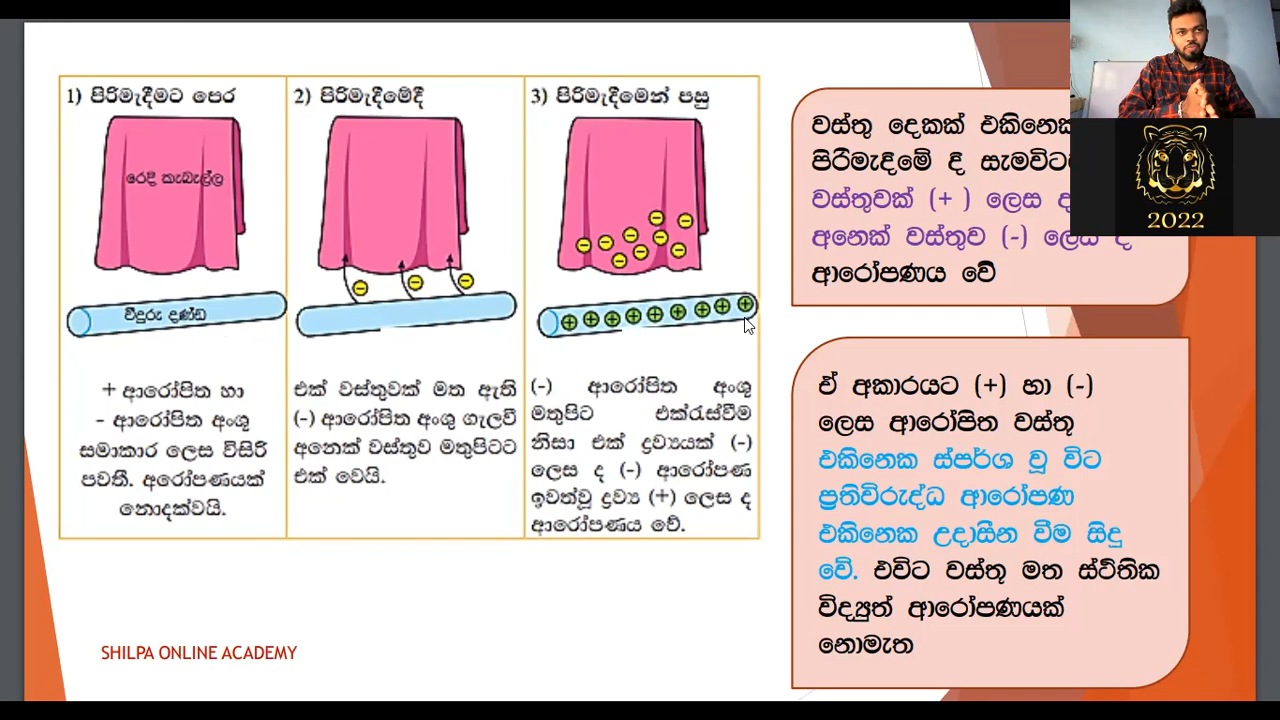 1) පිරිමැදීමට පෙර
රෙදි කැබැල්ල
වීදුරු දණ්ඩ
+ ආරෝපිත හා
- ආරෝපිත අංශු
සමාකාර ලෙස විසිරී
පවතී. අරෝපණයක්
නොදක්වයි.
2) පිරිමැදීමේදී
එක් වස්තුවක් මත ඇති
(-) ආරෝපිත අංශු ගැලවී
අනෙක් වස්තුව මතුපිටට
එක් වෙයි.
3) පිරිමැදීමෙන් පසු
(-) ආරෝපිත අංශු
මතුපිට එක්රැස්වීම
නිසා එක් ද්‍රව්‍යයක් (-)
ලෙස ද (-) ආරෝපණ
ඉවත්වූ ද්‍රව්‍ය (+) ලෙස ද
ආරෝපණය වේ.
වස්තු දෙකක් එකිනෙක
පිරිමැදීමේ දී සැමවිට
වස්තුවක් (+ ) ලෙස ද
අනෙක් වස්තුව (-) ලෙස ද
ආරෝපණය වේ
ඒ අකාරයට (+) හා (-)
ලෙස ආරෝපිත වස්තූ
එකිනෙක ස්පර්ශ වූ විට
ප්‍රතිවිරුද්ධ ආරෝපණ
එකිනෙක උදාසීන වීම සිදු
වේ. එවිට වස්තූ මත ස්ථිතික
විද්‍යුත් ආරෝපණයක්
නොමැත
2022
SHILPA ONLINE ACADEMY